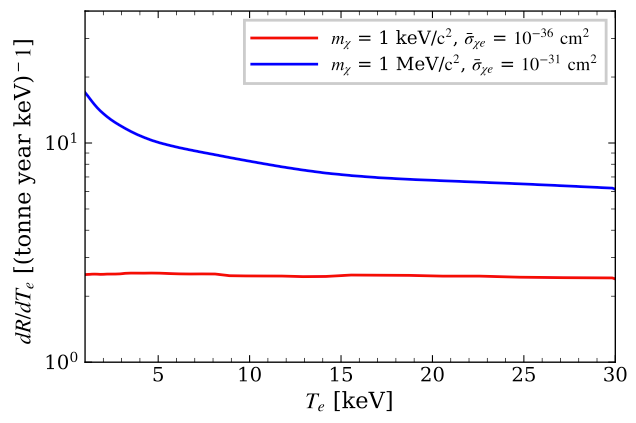 m_χ = 1 keV/c², σ̄_χe = 10⁻³⁶ cm²
m_χ = 1 MeV/c², σ̄_χe = 10⁻³¹ cm²
dR/dT_e [(tonne year keV)⁻1]
10¹
10⁰
5 10 15 20 25 30
T_e [keV]